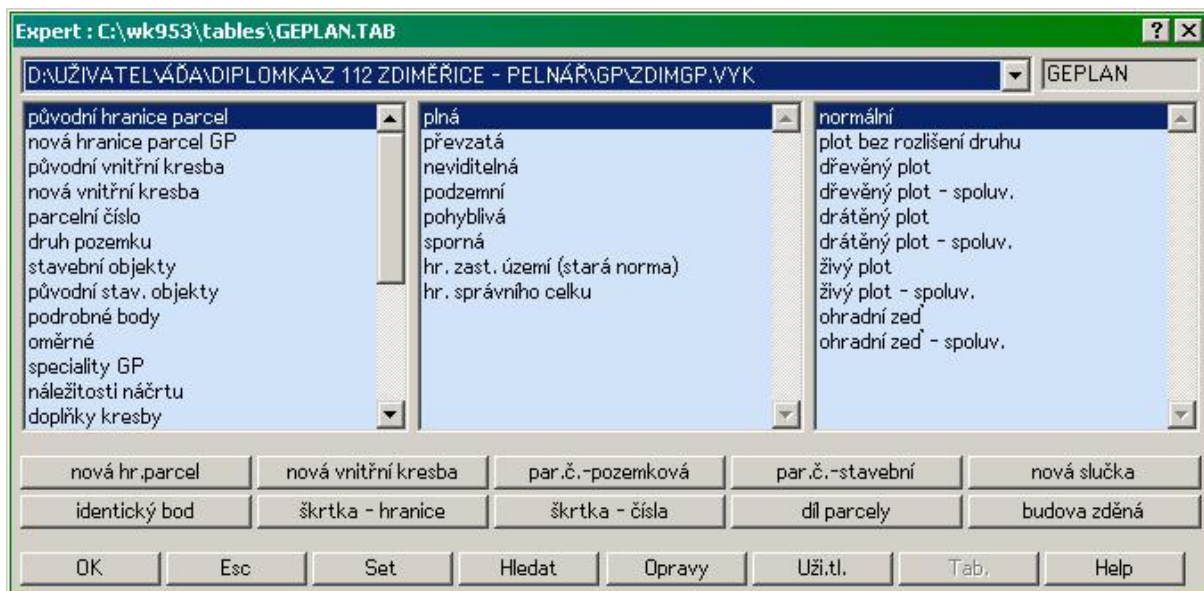 Expert : C:\wk953\tables\GEPLAN.TAB
D:\UŽIVATEL\ÁĎA\DIPLOMKA\Z 112 ZDIMĚŘICE - PELNÁŘ\GP\ZDIMGP.VYK
GEPLAN
původní hranice parcel
nová hranice parcel GP
původní vnitřní kresba
nová vnitřní kresba
parcelní číslo
druh pozemku
stavební objekty
původní stav. objekty
podrobné body
oměrné
speciality GP
náležitosti náčrtu
doplňky kresby
plná
převzatá
neviditelná
podzemní
pohyblivá
sporná
hr. zast. území (stará norma)
hr. správního celku
normální
plot bez rozlišení druhu
dřevěný plot
dřevěný plot - spoluv.
drátěný plot
drátěný plot - spoluv.
živý plot
živý plot - spoluv.
ohradní zeď
ohradní zeď - spoluv.
nová hr.parcel
nová vnitřní kresba
par.č.-pozemková
par.č.-stavební
nová slučka
identický bod
škrtka - hranice
škrtka - čísla
díl parcely
budova zděná
OK
Esc
Set
Hledat
Opravy
Uži.tl.
Tab.
Help